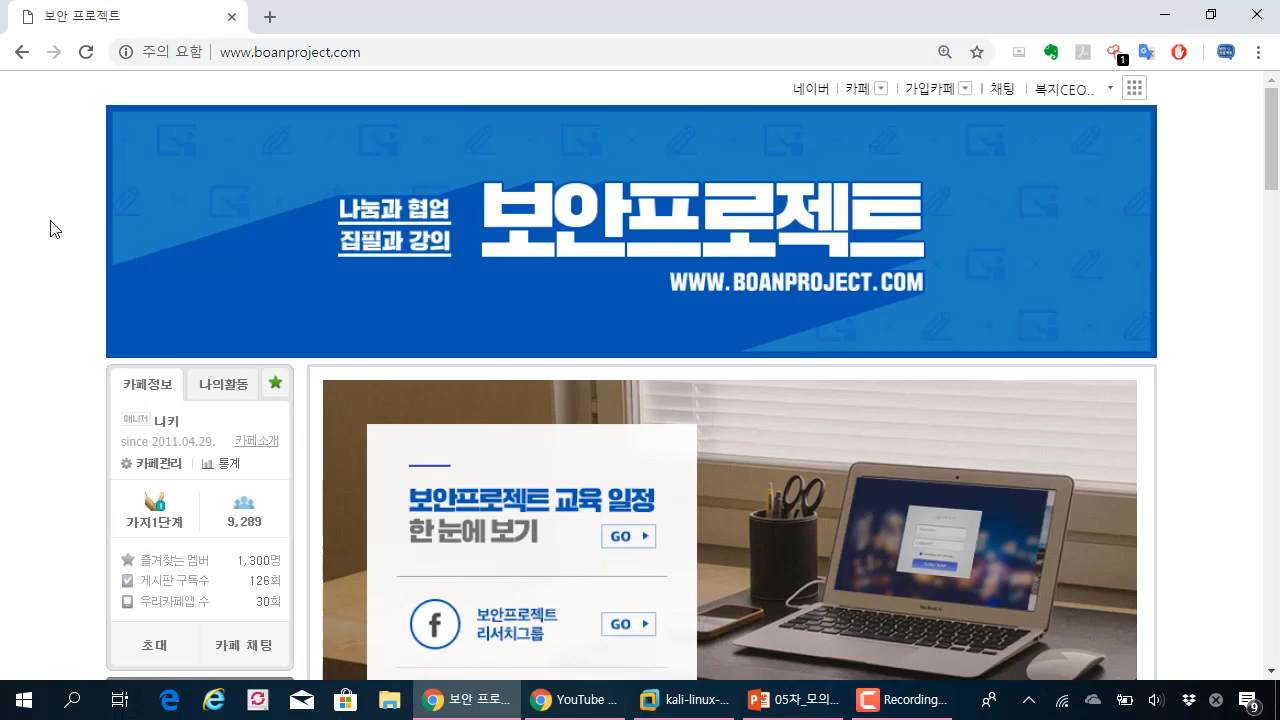 보안 프로젝트
주의 요함 www.boanproject.com
1
네이버 카페 가입카페 채팅 복지CEO..
나눔과 협업
집필과 강의
보안프로젝트
WWW.BOANPROJECT.COM
카페정보 나의활동
매니저 니키
since 2011.04.29. 카페소개
카페관리 통계
가지1단계 9,289
즐겨찾는 멤버 1,300명
게시판 구독수 126회
우리카페앱 수 30회
초대 카페 채팅
보안프로젝트 교육 일정
한 눈에 보기
GO
보안프로젝트
리서치그룹
GO
보안 프로... YouTube ... kali-linux-... 05차_모의... Recording... 9